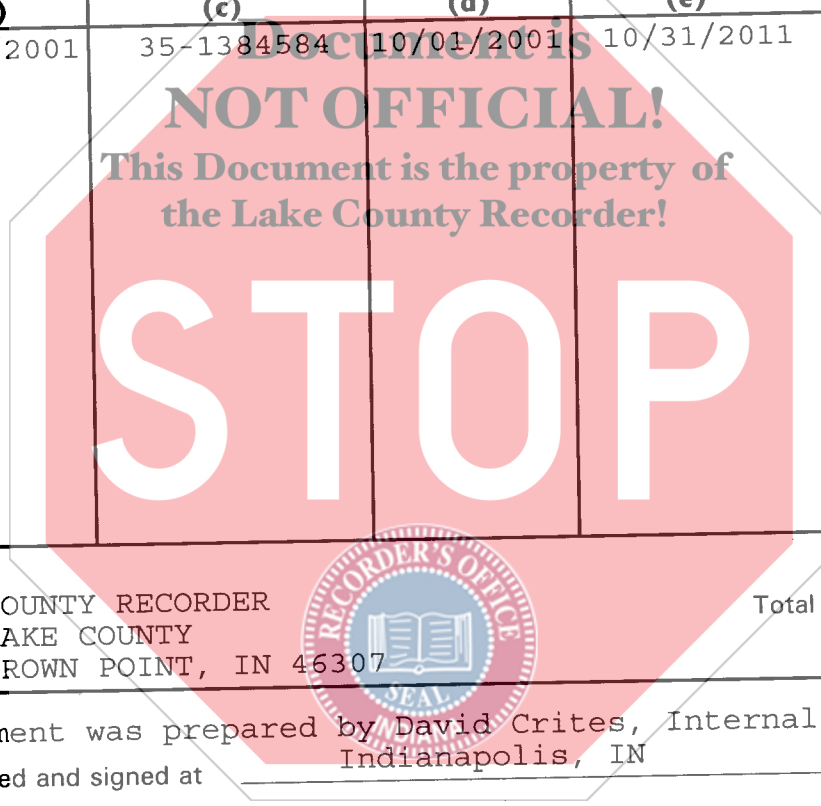 ) (c) (d) (e)
2001 35-1384584 10/01/2001 10/31/2011
Document is
NOT OFFICIAL!
This Document is the property of
the Lake County Recorder!
STOP
RECORDER'S OFFICE
SEAL
INDIANA
OUNTY RECORDER Total
AKE COUNTY
ROWN POINT, IN 46307
ment was prepared by David Crites, Internal
Indianapolis, IN
ed and signed at